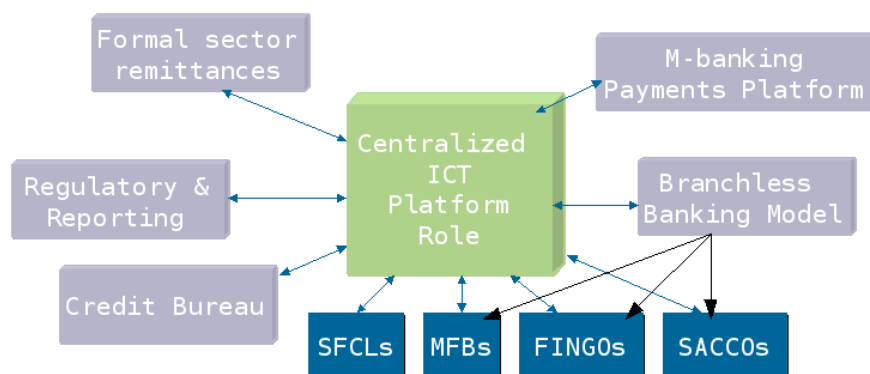 Formal sector
remittances
M-banking
Payments Platform
Centralized
ICT
Platform
Role
Regulatory &
Reporting
Branchless
Banking Model
Credit Bureau
SFCLs
MFBs
FINGOs
SACCOs